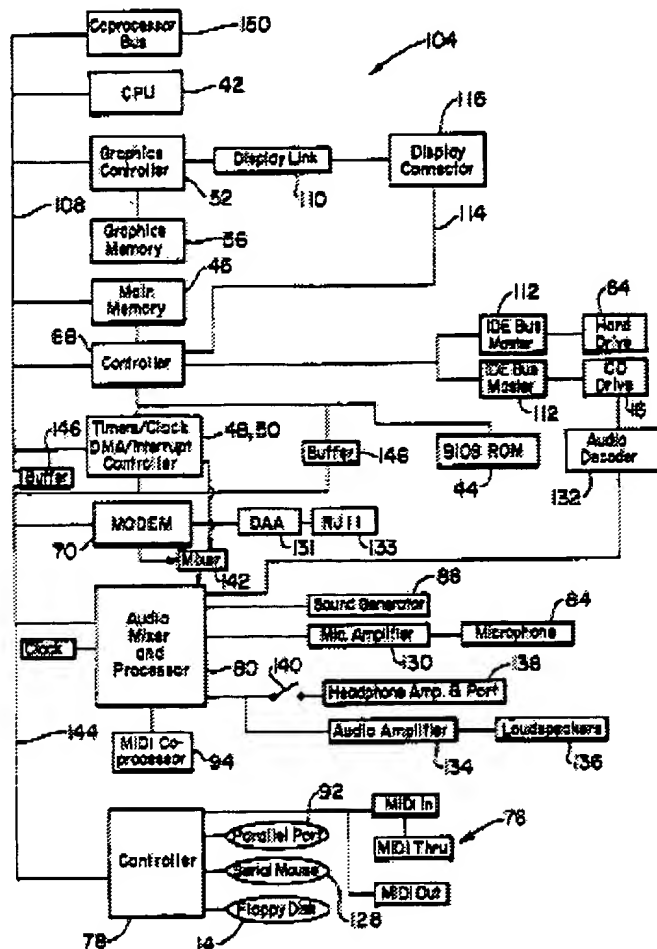 Coprocessor
Bus
150
104
CPU
42
116
Graphics
Controller
Display Link
Display
Connector
52
110
108
114
Graphics
Memory
56
Main
Memory
46
112
64
68
IDE Bus
Master
Hard
Drive
Controller
IDE Bus
Master
CD
Drive
112
16
146
Timers/Clock
DMA/Interrupt
Controller
48,50
Buffer
Buffer
148
BIOS ROM
44
Audio
Decoder
132
MODEM
DAA
RJ11
70
131
133
Mixer
142
88
Sound Generator
84
Audio
Mixer
and
Processor
Mic. Amplifier
Microphone
Clock
80
130
138
140
Headphone Amp. & Port
144
Audio Amplifier
Loudspeakers
MIDI Co-
processor
94
134
136
92
MIDI In
76
Parallel Port
MIDI Thru
Controller
Serial Mouse
MIDI Out
128
Floppy Disk
78
14